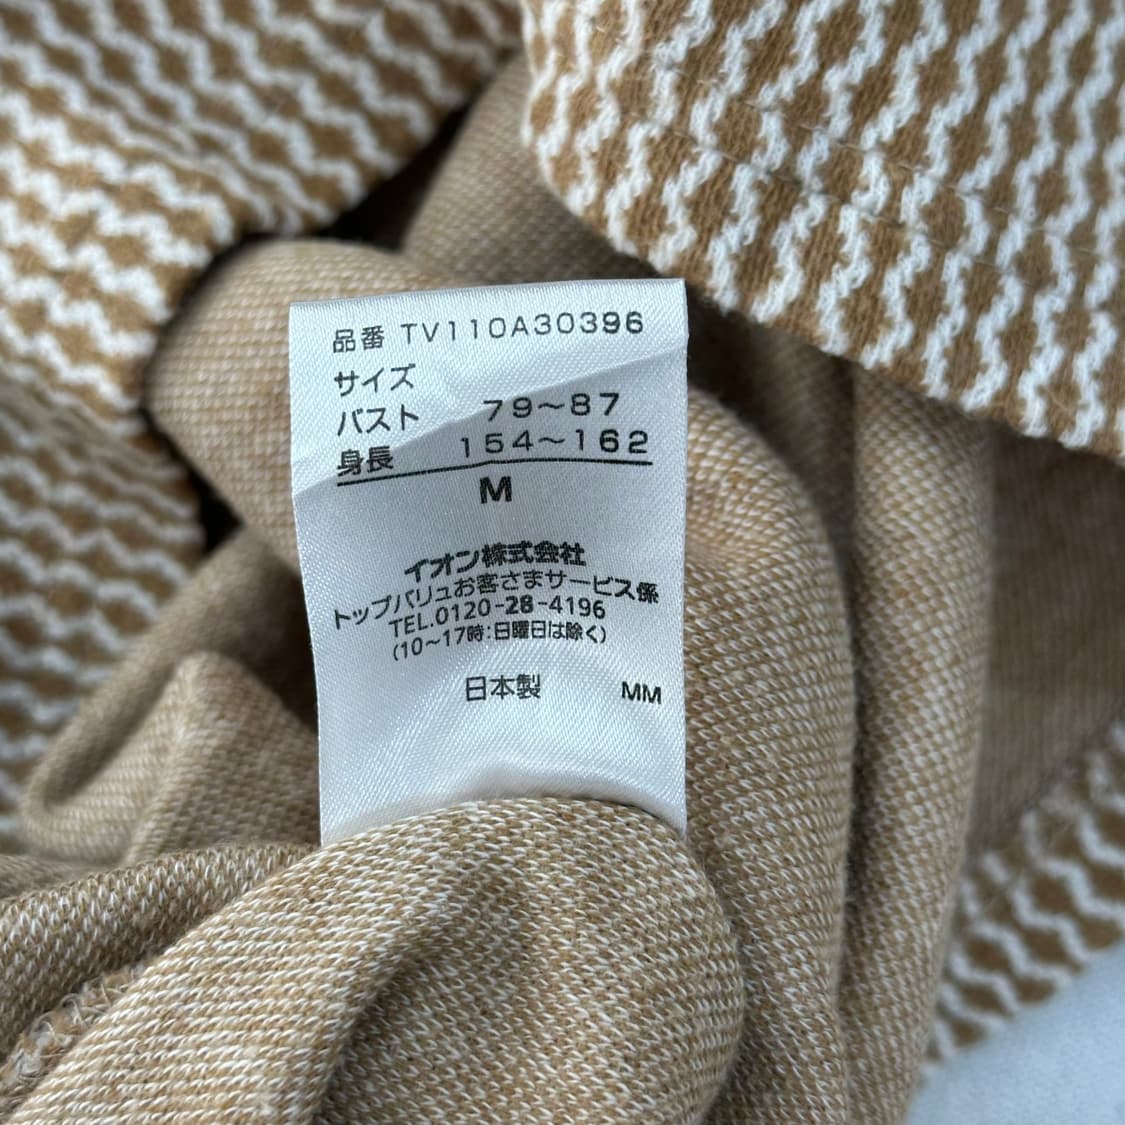 品番 TV110A30396
サイズ
バスト 79〜87
身長 154〜162
M
イオン株式会社
トップバリュお客さまサービス係
TEL.0120-28-4196
(10〜17時:日曜日は除く)
日本製 MM